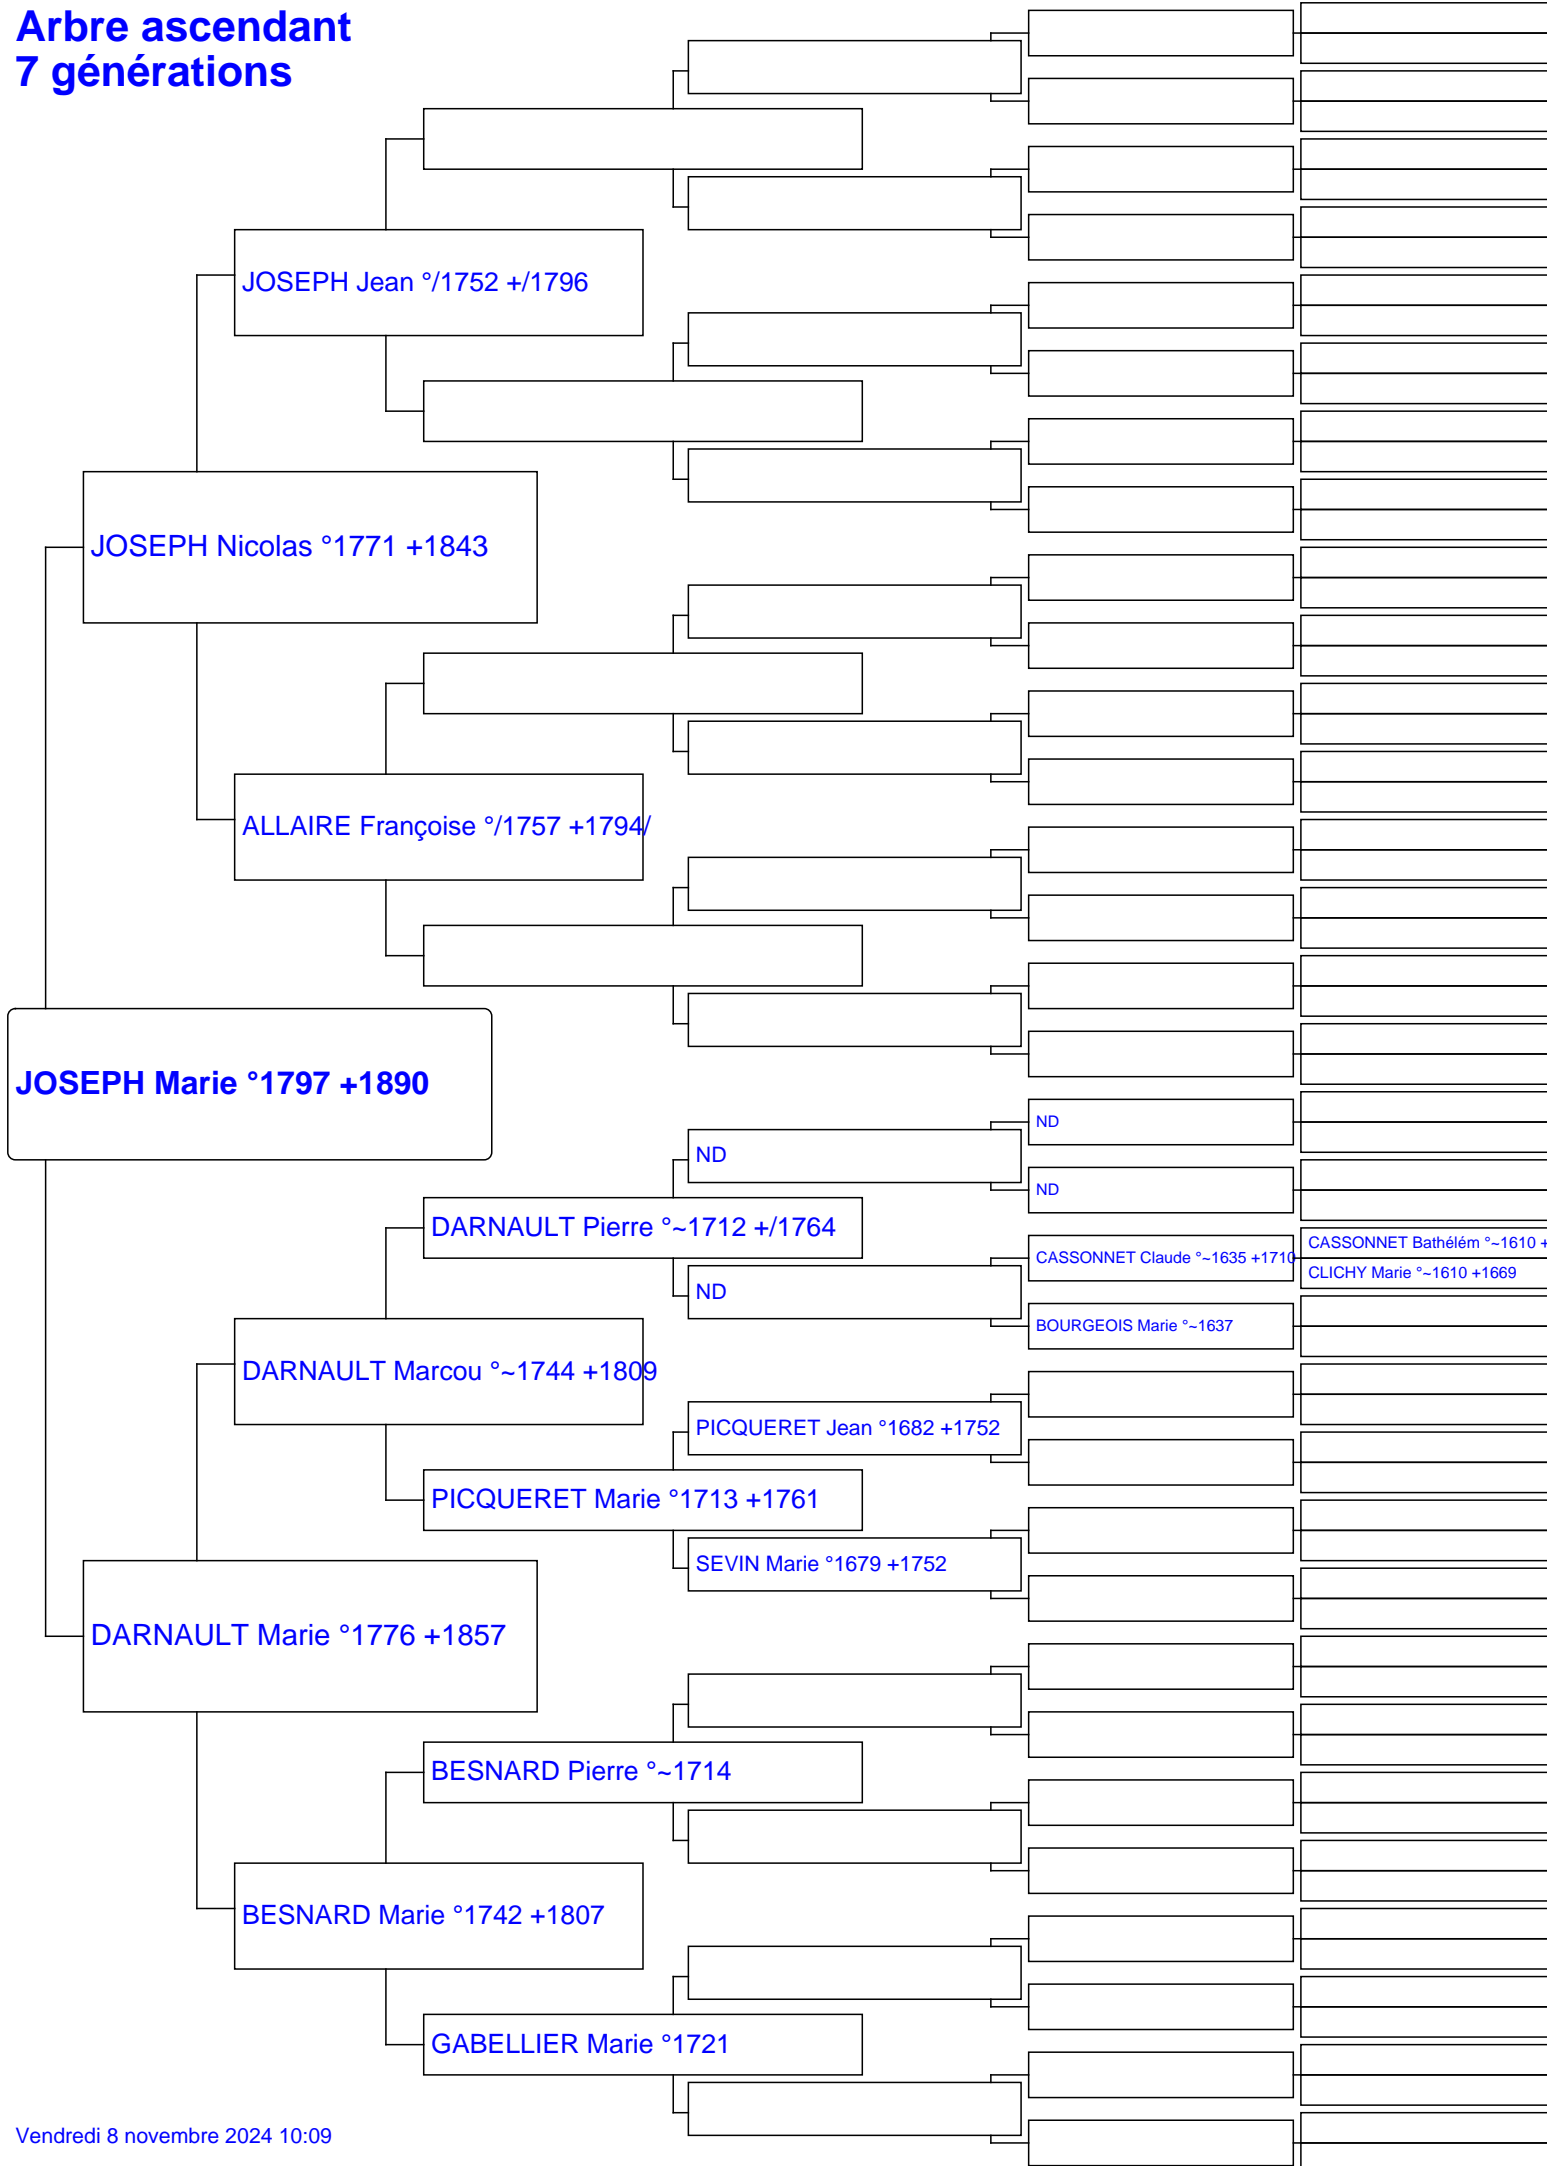 Arbre ascendant
7 générations
JOSEPH Jean °/1752 +/1796
JOSEPH Nicolas °1771 +1843
ALLAIRE Françoise °/1757 +1794/
JOSEPH Marie °1797 +1890
ND
ND
ND
DARNAULT Pierre °~1712 +/1764
CASSONNET Bathélém °~1610 +
CASSONNET Claude °~1635 +1710
CLICHY Marie °~1610 +1669
ND
BOURGEOIS Marie °~1637
DARNAULT Marcou °~1744 +1809
PICQUERET Jean °1682 +1752
PICQUERET Marie °1713 +1761
SEVIN Marie °1679 +1752
DARNAULT Marie °1776 +1857
BESNARD Pierre °~1714
BESNARD Marie °1742 +1807
GABELLIER Marie °1721
Vendredi 8 novembre 2024 10:09